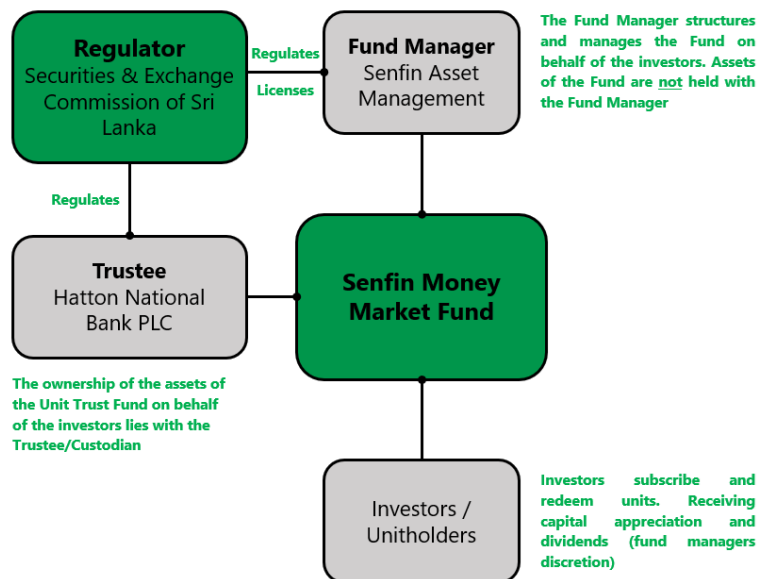 Regulator
Securities & Exchange
Commission of Sri
Lanka
Regulates
Licenses
Fund Manager
Senfin Asset
Management
The Fund Manager structures
and manages the Fund on
behalf of the investors. Assets
of the Fund are not held with
the Fund Manager
Regulates
Trustee
Hatton National
Bank PLC
Senfin Money
Market Fund
The ownership of the assets of
the Unit Trust Fund on behalf
of the investors lies with the
Trustee/Custodian
Investors /
Unitholders
Investors subscribe and
redeem units. Receiving
capital appreciation and
dividends (fund managers
discretion)